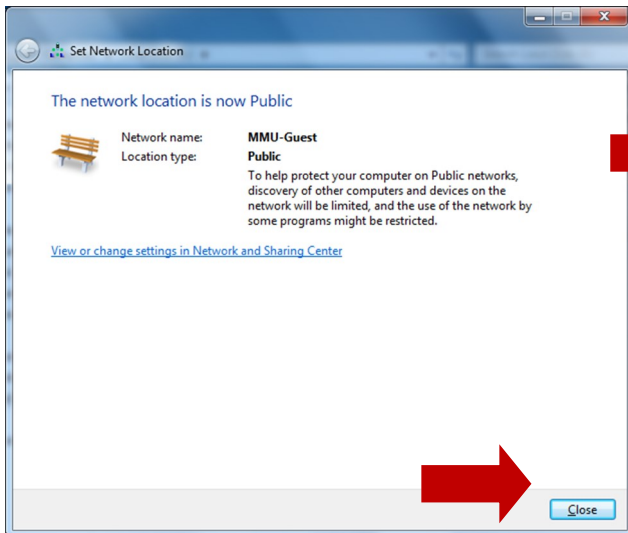 Set Network Location
The network location is now Public
Network name: MMU-Guest
Location type: Public
To help protect your computer on Public networks,
discovery of other computers and devices on the
network will be limited, and the use of the network by
some programs might be restricted.
View or change settings in Network and Sharing Center
Close